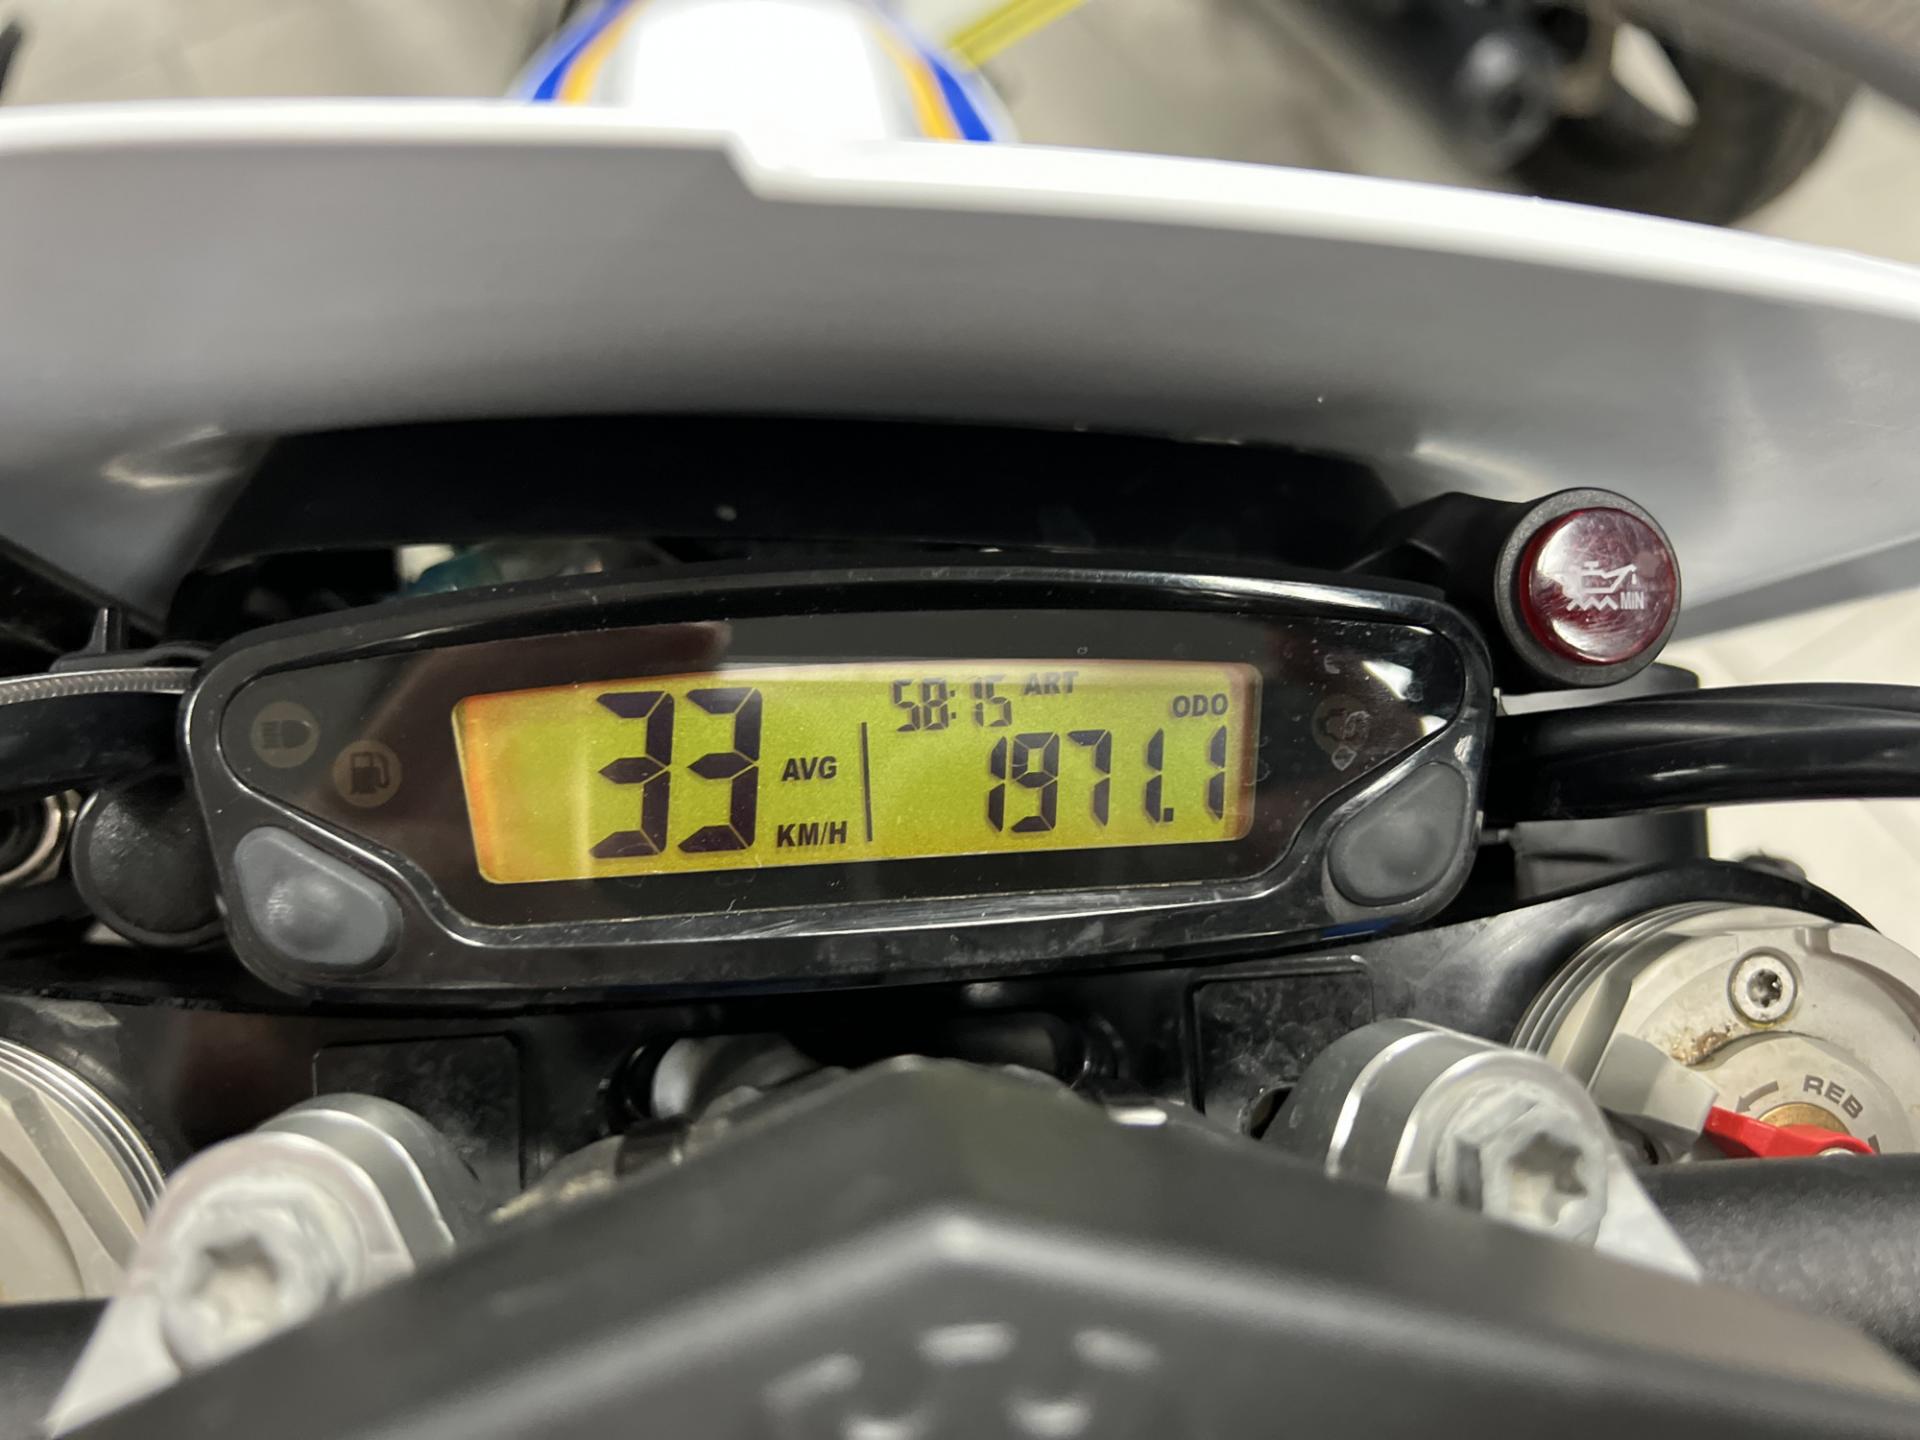 MIN
58:15 ART
ODO
33 AVG
KM/H
1971.1
REB